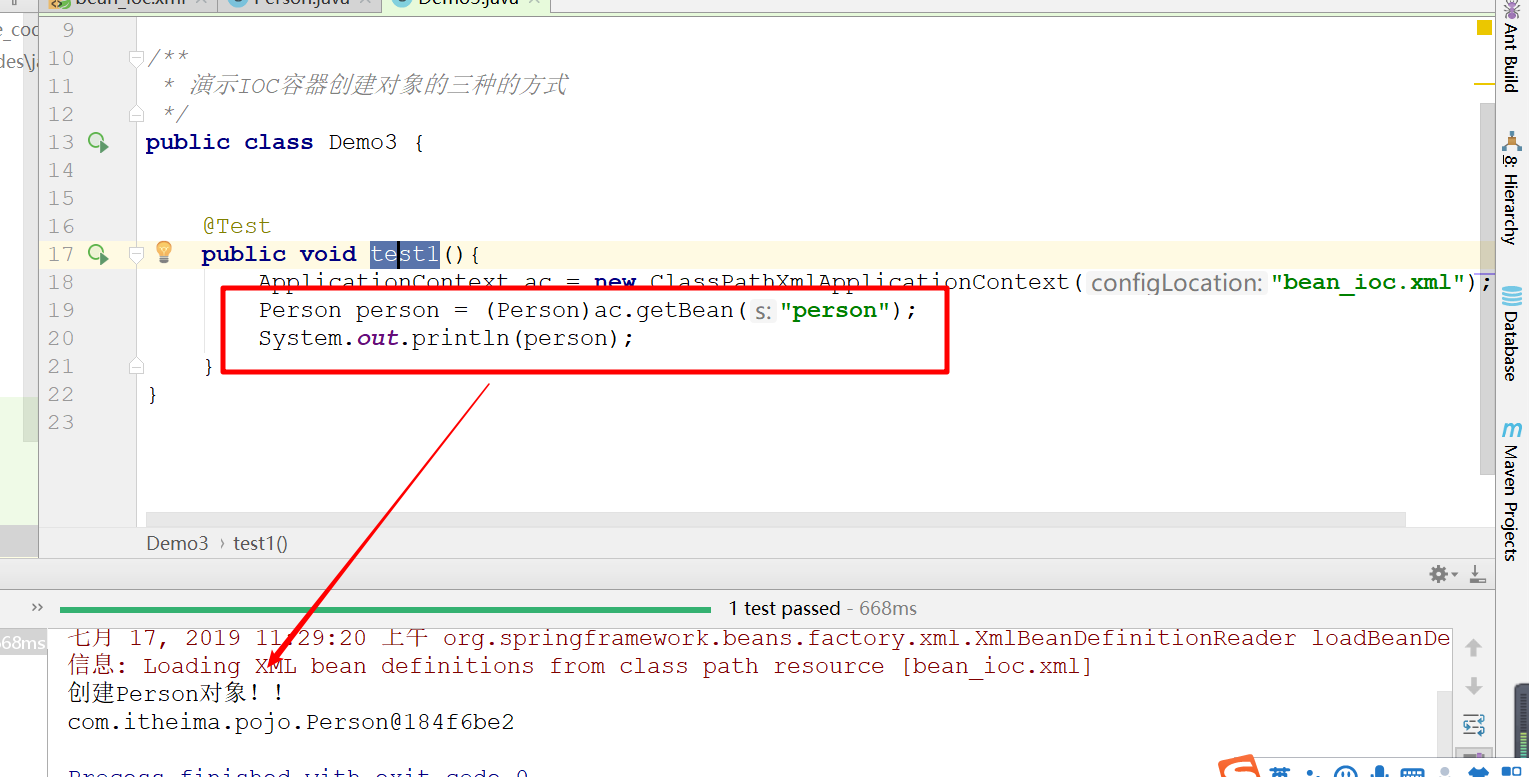 bean_ioc.xml Person.java Demo3.java
e_coc
des\ja
9
10 /**
11 * 演示IOC容器创建对象的三种的方式
12 */
13 public class Demo3 {
14
15
16 @Test
17 public void test1(){
18 ApplicationContext ac = new ClassPathXmlApplicationContext( configLocation: "bean_ioc.xml");
19 Person person = (Person)ac.getBean( s: "person");
20 System.out.println(person);
21 }
22 }
23
Demo3 › test1()
Ant Build
8: Hierarchy
Database
m Maven Projects
» 1 test passed - 668ms
668ms
七月 17, 2019 11:29:20 上午 org.springframework.beans.factory.xml.XmlBeanDefinitionReader loadBeanDe
信息: Loading XML bean definitions from class path resource [bean_ioc.xml]
创建Person对象！！
com.itheima.pojo.Person@184f6be2
Process finished with exit code 0
英